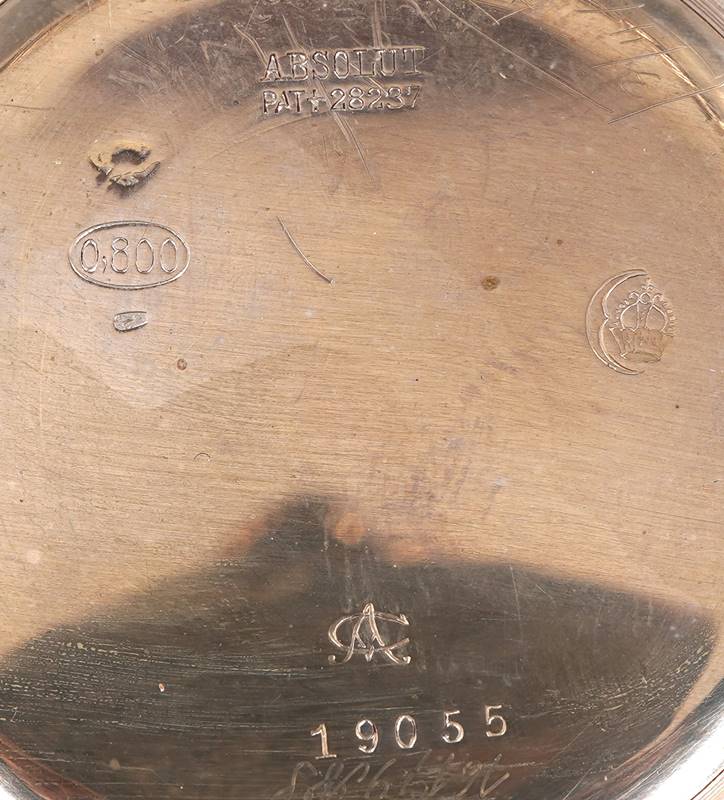 ABSOLUT
PAT + 28237
0,800
19055